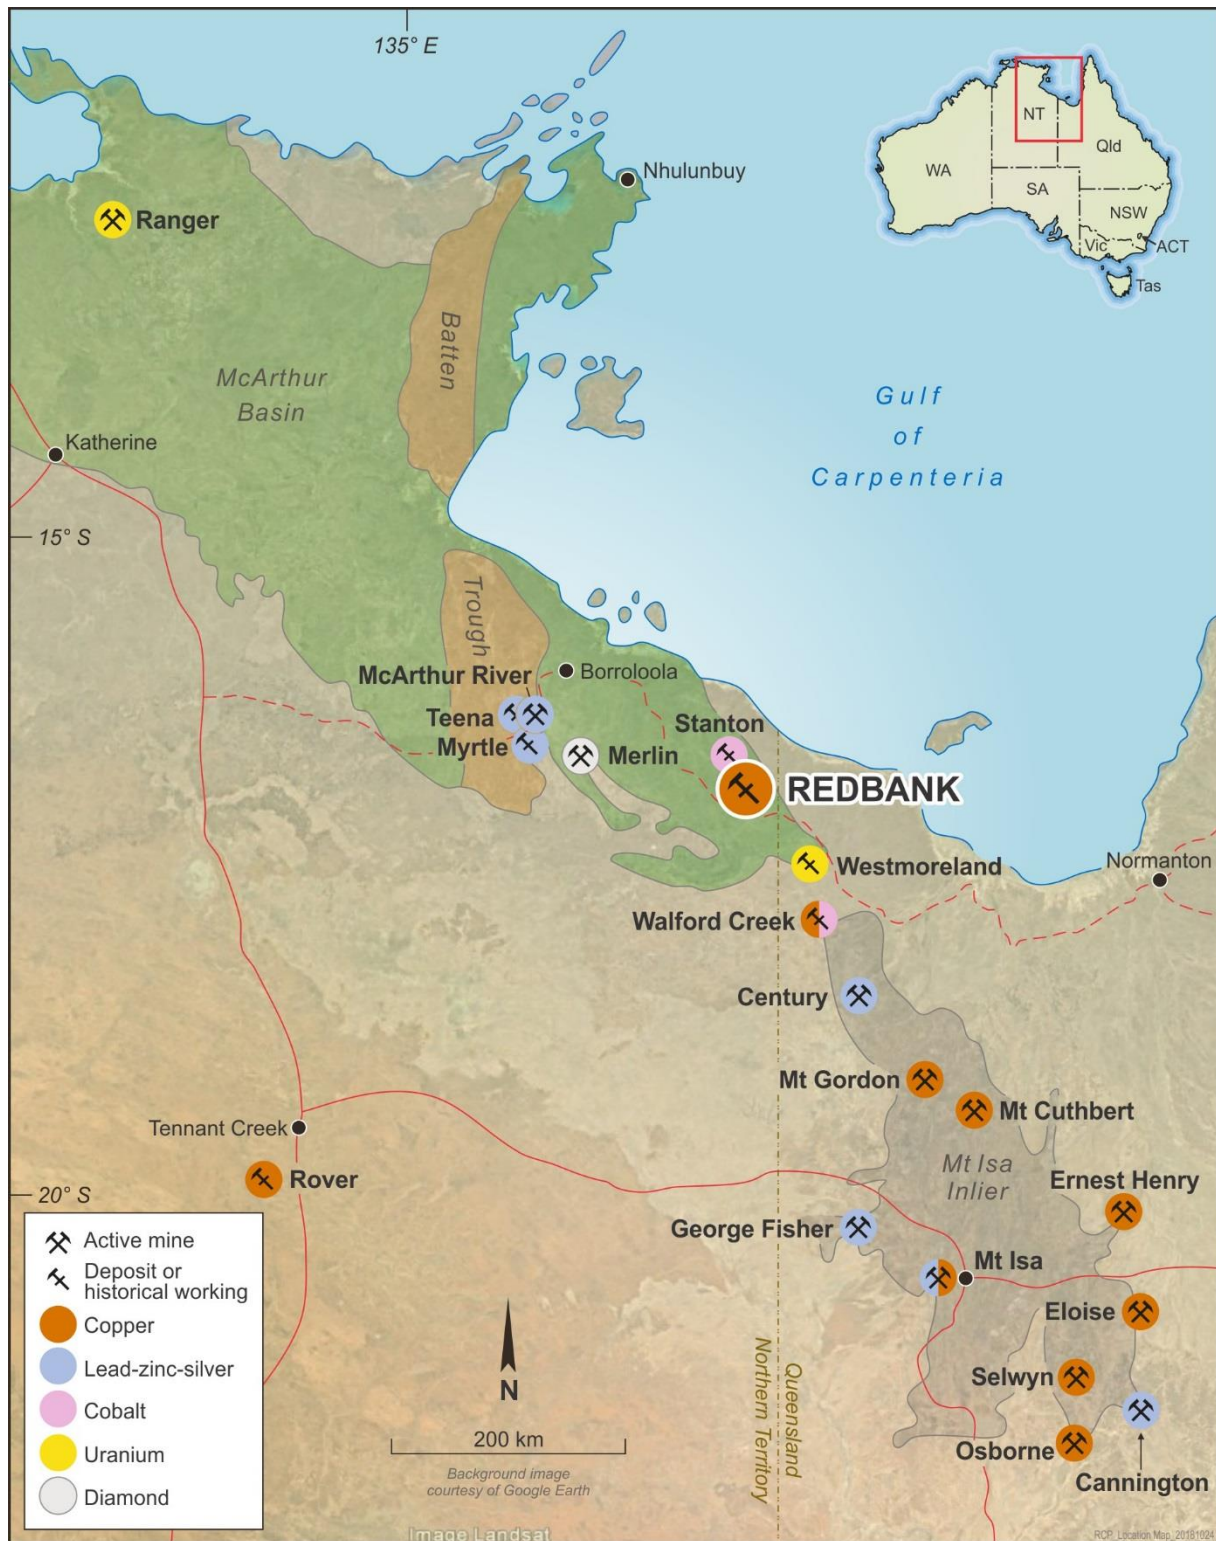 135° E
Nhulunbuy
Ranger
NT
WA
Qld
SA
NSW
Vic
ACT
Tas
Batten
McArthur
Basin
Gulf
of
Carpenteria
Katherine
15° S
Trough
McArthur River
Borroloola
Teena
Stanton
Myrtle
Merlin
REDBANK
Normanton
Westmoreland
Walford Creek
Century
Mt Gordon
Mt Cuthbert
Tennant Creek
Mt Isa
Inlier
Rover
Ernest Henry
20° S
George Fisher
Mt Isa
Eloise
Selwyn
Osborne
Cannington
Queensland
Northern Territory
Active mine
Deposit or
historical working
Copper
Lead-zinc-silver
Cobalt
Uranium
Diamond
N
200 km
Background image
courtesy of Google Earth
Image Landsat
RCP_Location Map_20181024